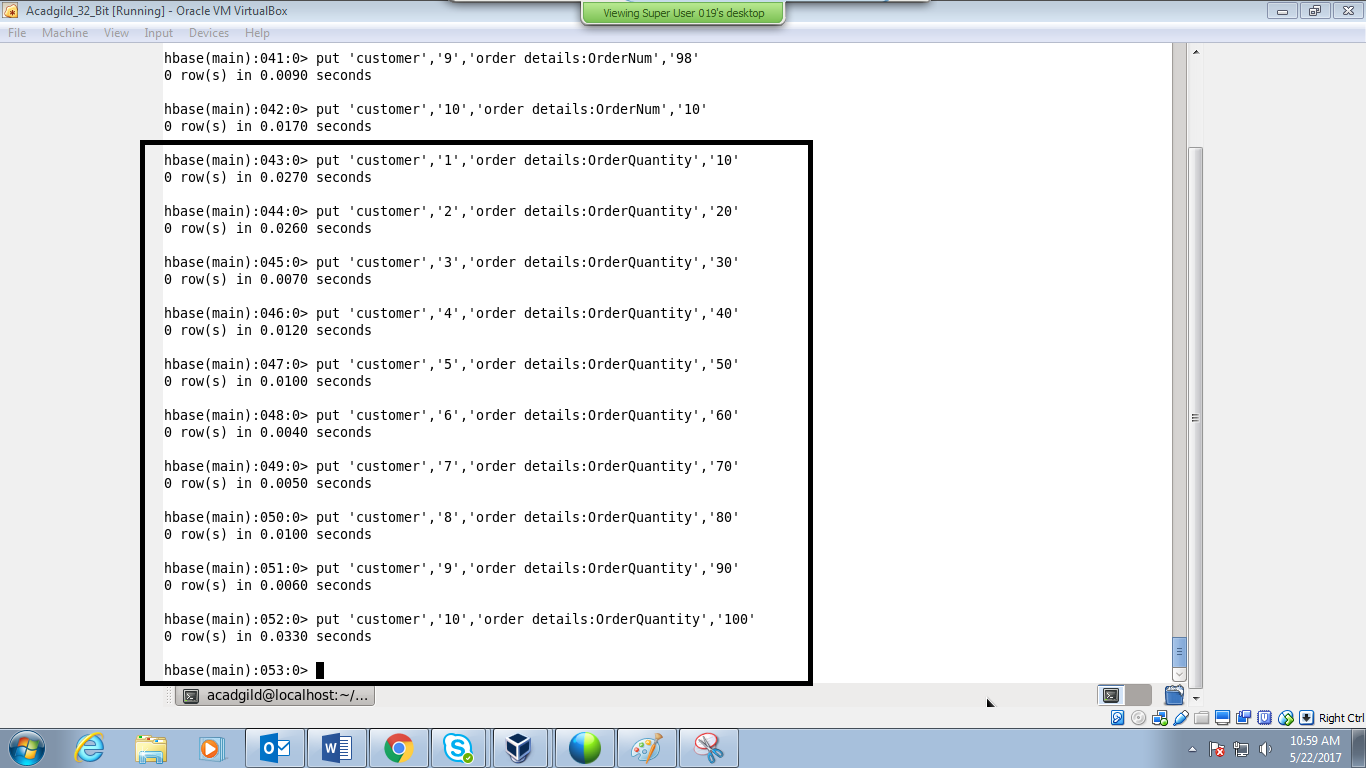 Acadgild_32_Bit [Running] - Oracle VM VirtualBox
Viewing Super User 019's desktop
File Machine View Input Devices Help
hbase(main):041:0> put 'customer','9','order details:OrderNum','98'
0 row(s) in 0.0090 seconds
hbase(main):042:0> put 'customer','10','order details:OrderNum','10'
0 row(s) in 0.0170 seconds
hbase(main):043:0> put 'customer','1','order details:OrderQuantity','10'
0 row(s) in 0.0270 seconds
hbase(main):044:0> put 'customer','2','order details:OrderQuantity','20'
0 row(s) in 0.0260 seconds
hbase(main):045:0> put 'customer','3','order details:OrderQuantity','30'
0 row(s) in 0.0070 seconds
hbase(main):046:0> put 'customer','4','order details:OrderQuantity','40'
0 row(s) in 0.0120 seconds
hbase(main):047:0> put 'customer','5','order details:OrderQuantity','50'
0 row(s) in 0.0100 seconds
hbase(main):048:0> put 'customer','6','order details:OrderQuantity','60'
0 row(s) in 0.0040 seconds
hbase(main):049:0> put 'customer','7','order details:OrderQuantity','70'
0 row(s) in 0.0050 seconds
hbase(main):050:0> put 'customer','8','order details:OrderQuantity','80'
0 row(s) in 0.0100 seconds
hbase(main):051:0> put 'customer','9','order details:OrderQuantity','90'
0 row(s) in 0.0060 seconds
hbase(main):052:0> put 'customer','10','order details:OrderQuantity','100'
0 row(s) in 0.0330 seconds
hbase(main):053:0>
acadgild@localhost:~/...
Right Ctrl
10:59 AM
5/22/2017